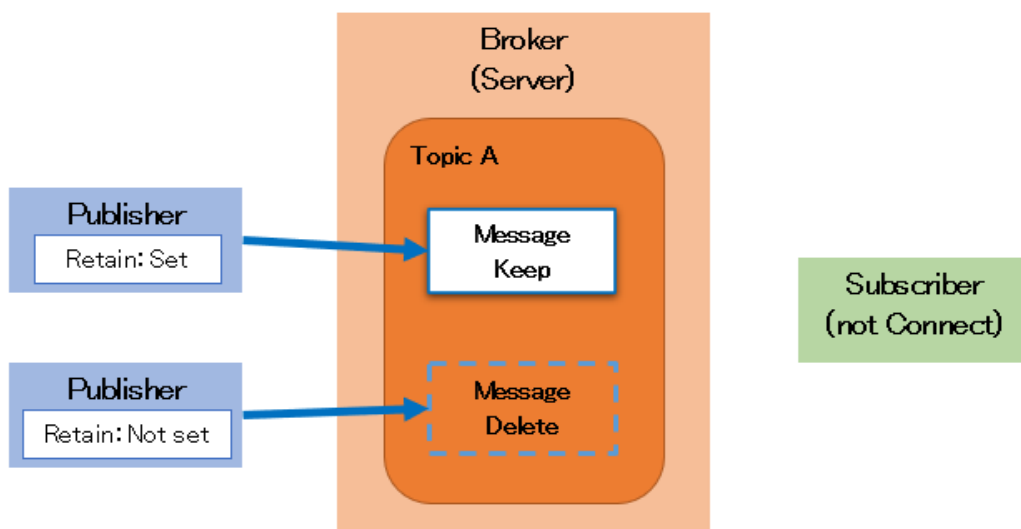 Broker
(Server)
Topic A
Publisher
Retain: Set
Message
Keep
Subscriber
(not Connect)
Publisher
Retain: Not set
Message
Delete